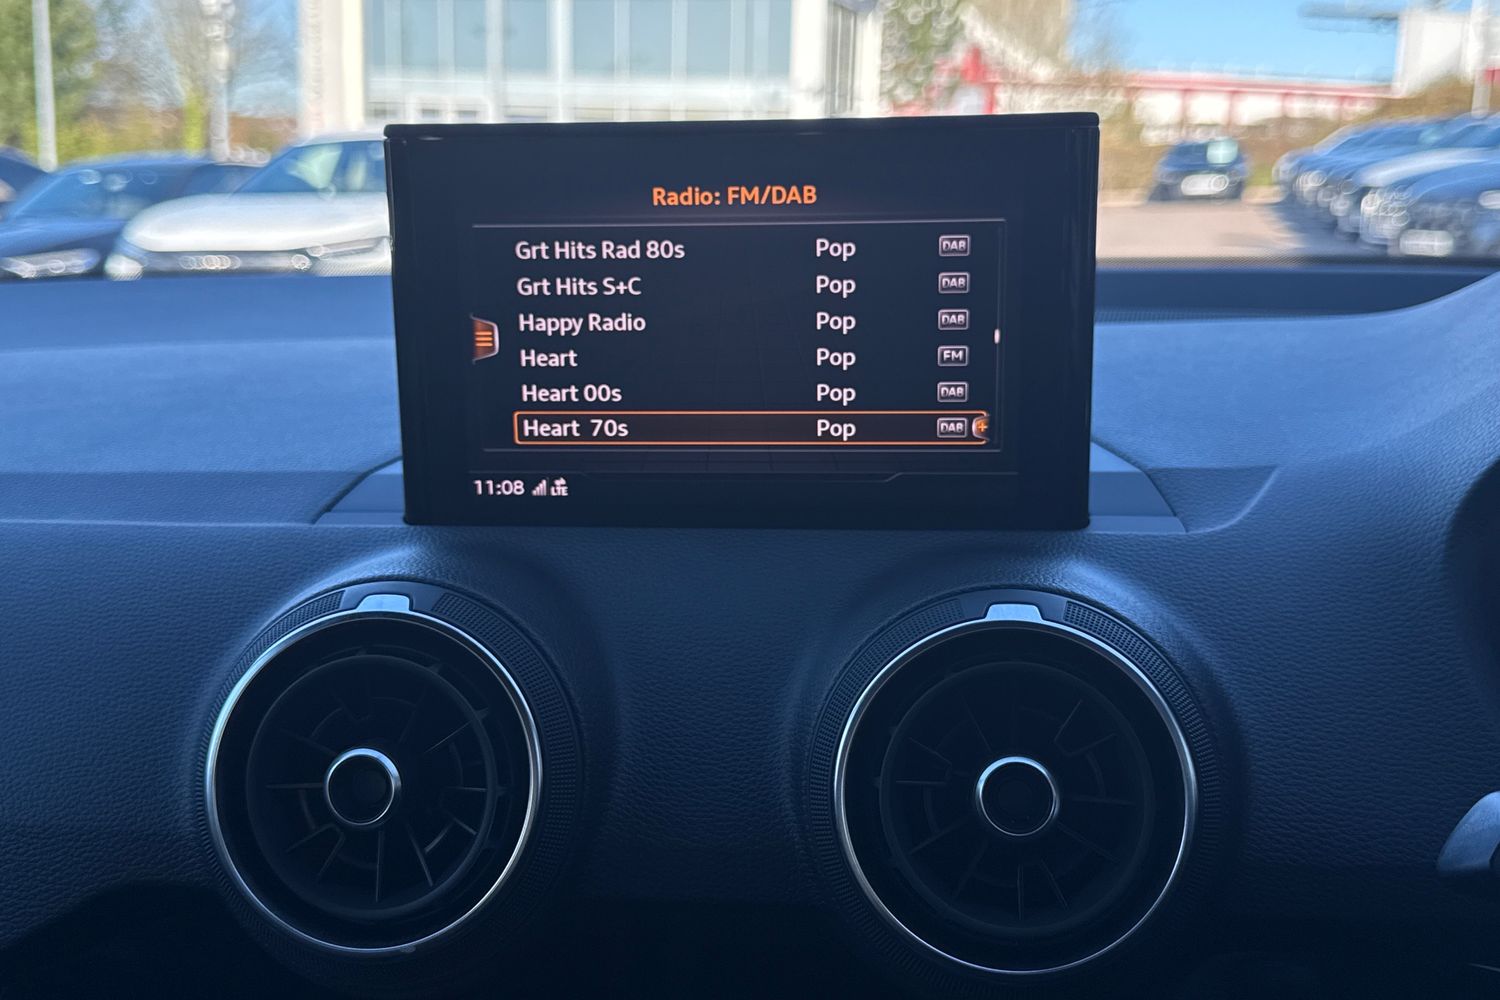 Radio: FM/DAB
Grt Hits Rad 80s Pop DAB
Grt Hits S+C Pop DAB
Happy Radio Pop DAB
Heart Pop FM
Heart 00s Pop DAB
Heart 70s Pop DAB +
11:08 LTE